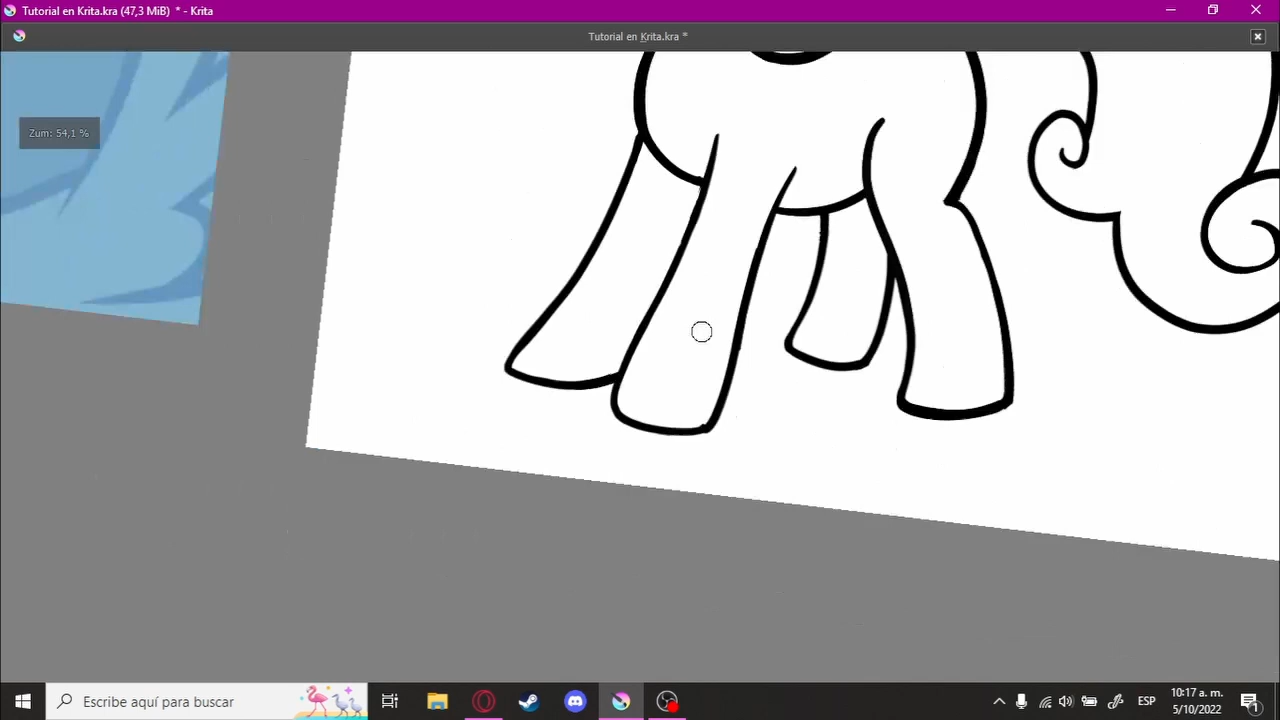 Tutorial en Krita.kra (47,3 MiB) * - Krita
Tutorial en Krita.kra *
Zum: 54,1 %
Escribe aquí para buscar
ESP
10:17 a. m.
5/10/2022
1